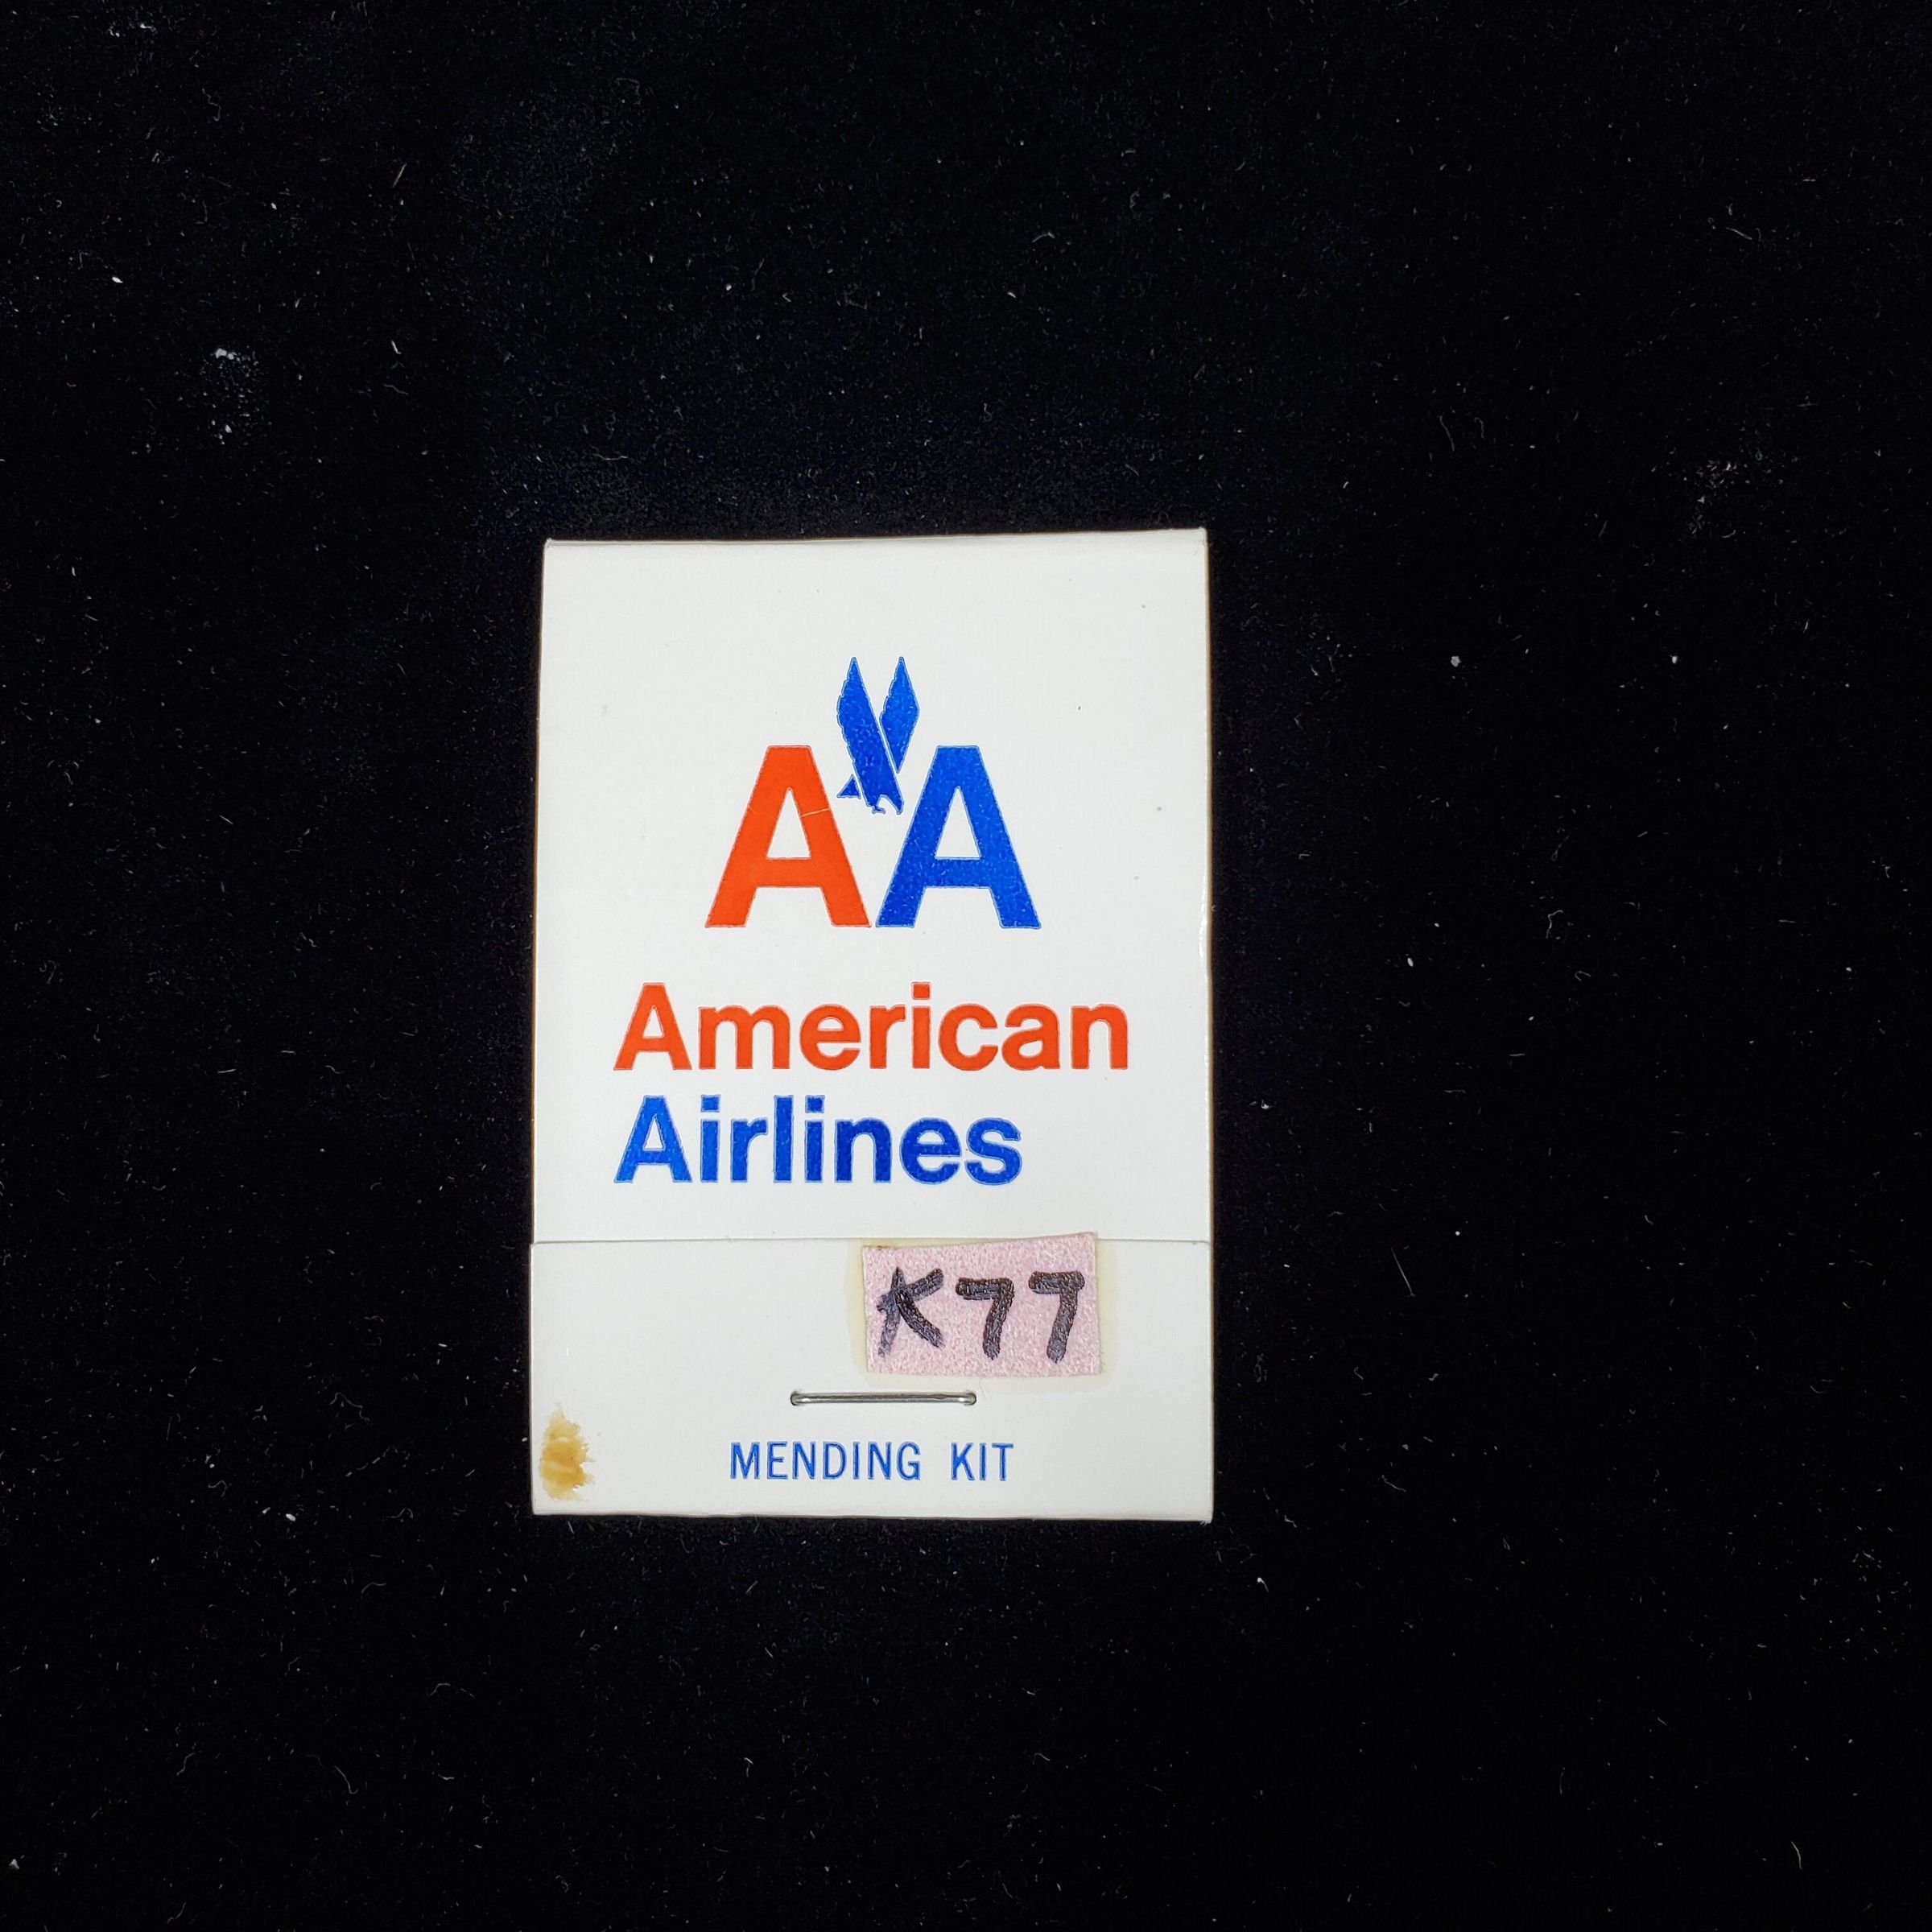 AA
American
Airlines
K77
MENDING KIT